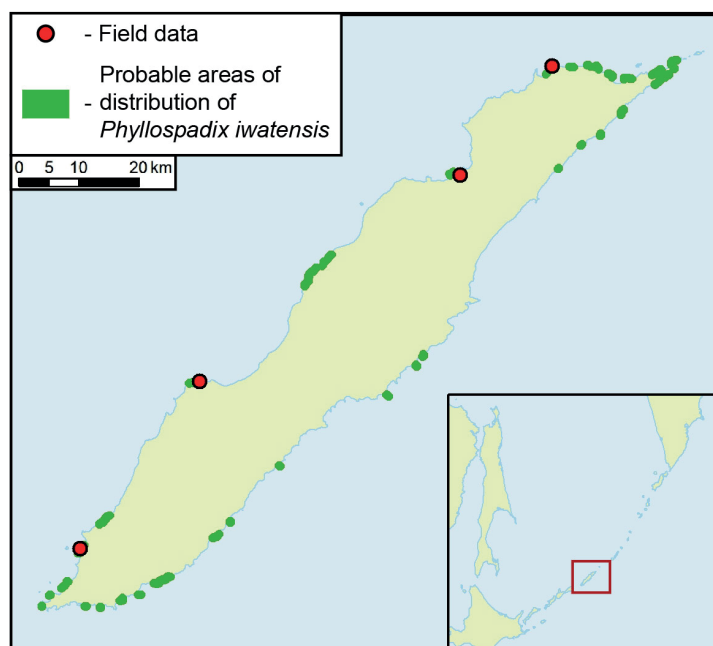 - Field data
Probable areas of
- distribution of
Phyllospadix iwatensis
0 5 10 20 km